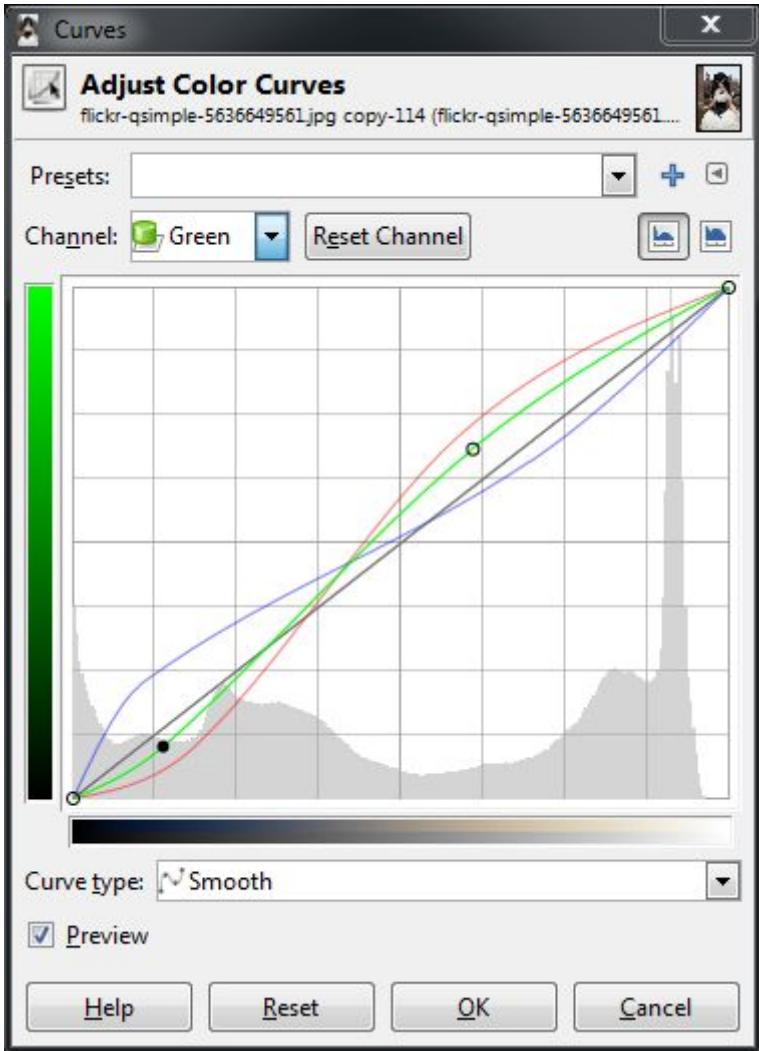 Curves
Adjust Color Curves
flickr-qsimple-5636649561.jpg copy-114 (flickr-qsimple-5636649561....
Presets:
Channel: Green Reset Channel
Curve type: Smooth
Preview
Help Reset OK Cancel